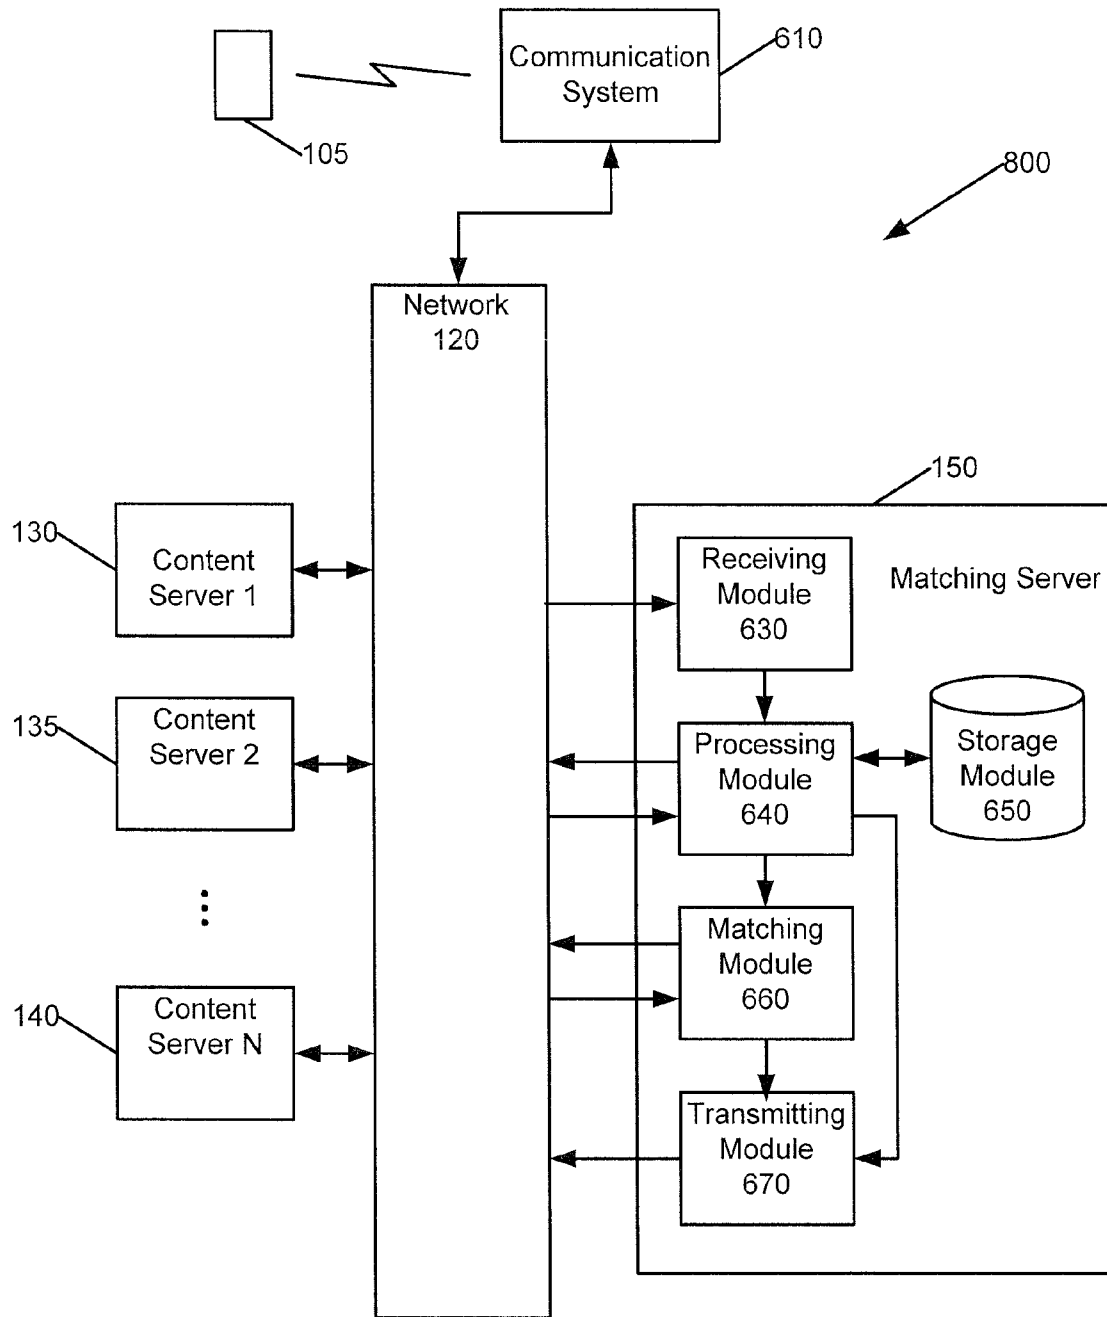 Communication
System
610
105
800
Network
120
150
130
Content
Server 1
Receiving
Module
630
Matching Server
135
Content
Server 2
Processing
Module
640
Storage
Module
650
...
140
Content
Server N
Matching
Module
660
Transmitting
Module
670